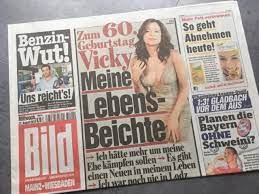 Benzin-
Wut!
Uns reicht's!
Bild
MAINZ-WIESBADEN
Zum 60.
Geburtstag
Vicky
Meine
Lebens-
Beichte
Ich hätte mehr um meine
Ehe kämpfen sollen
Es gibt
einen Neuen in meinem Leben
Ich war noch nie in
So geht
Abnehmen
heute!
1:3! GLADBACH
VOR DEM AUS
Planen die
Bayern
OHNE
Schweini?